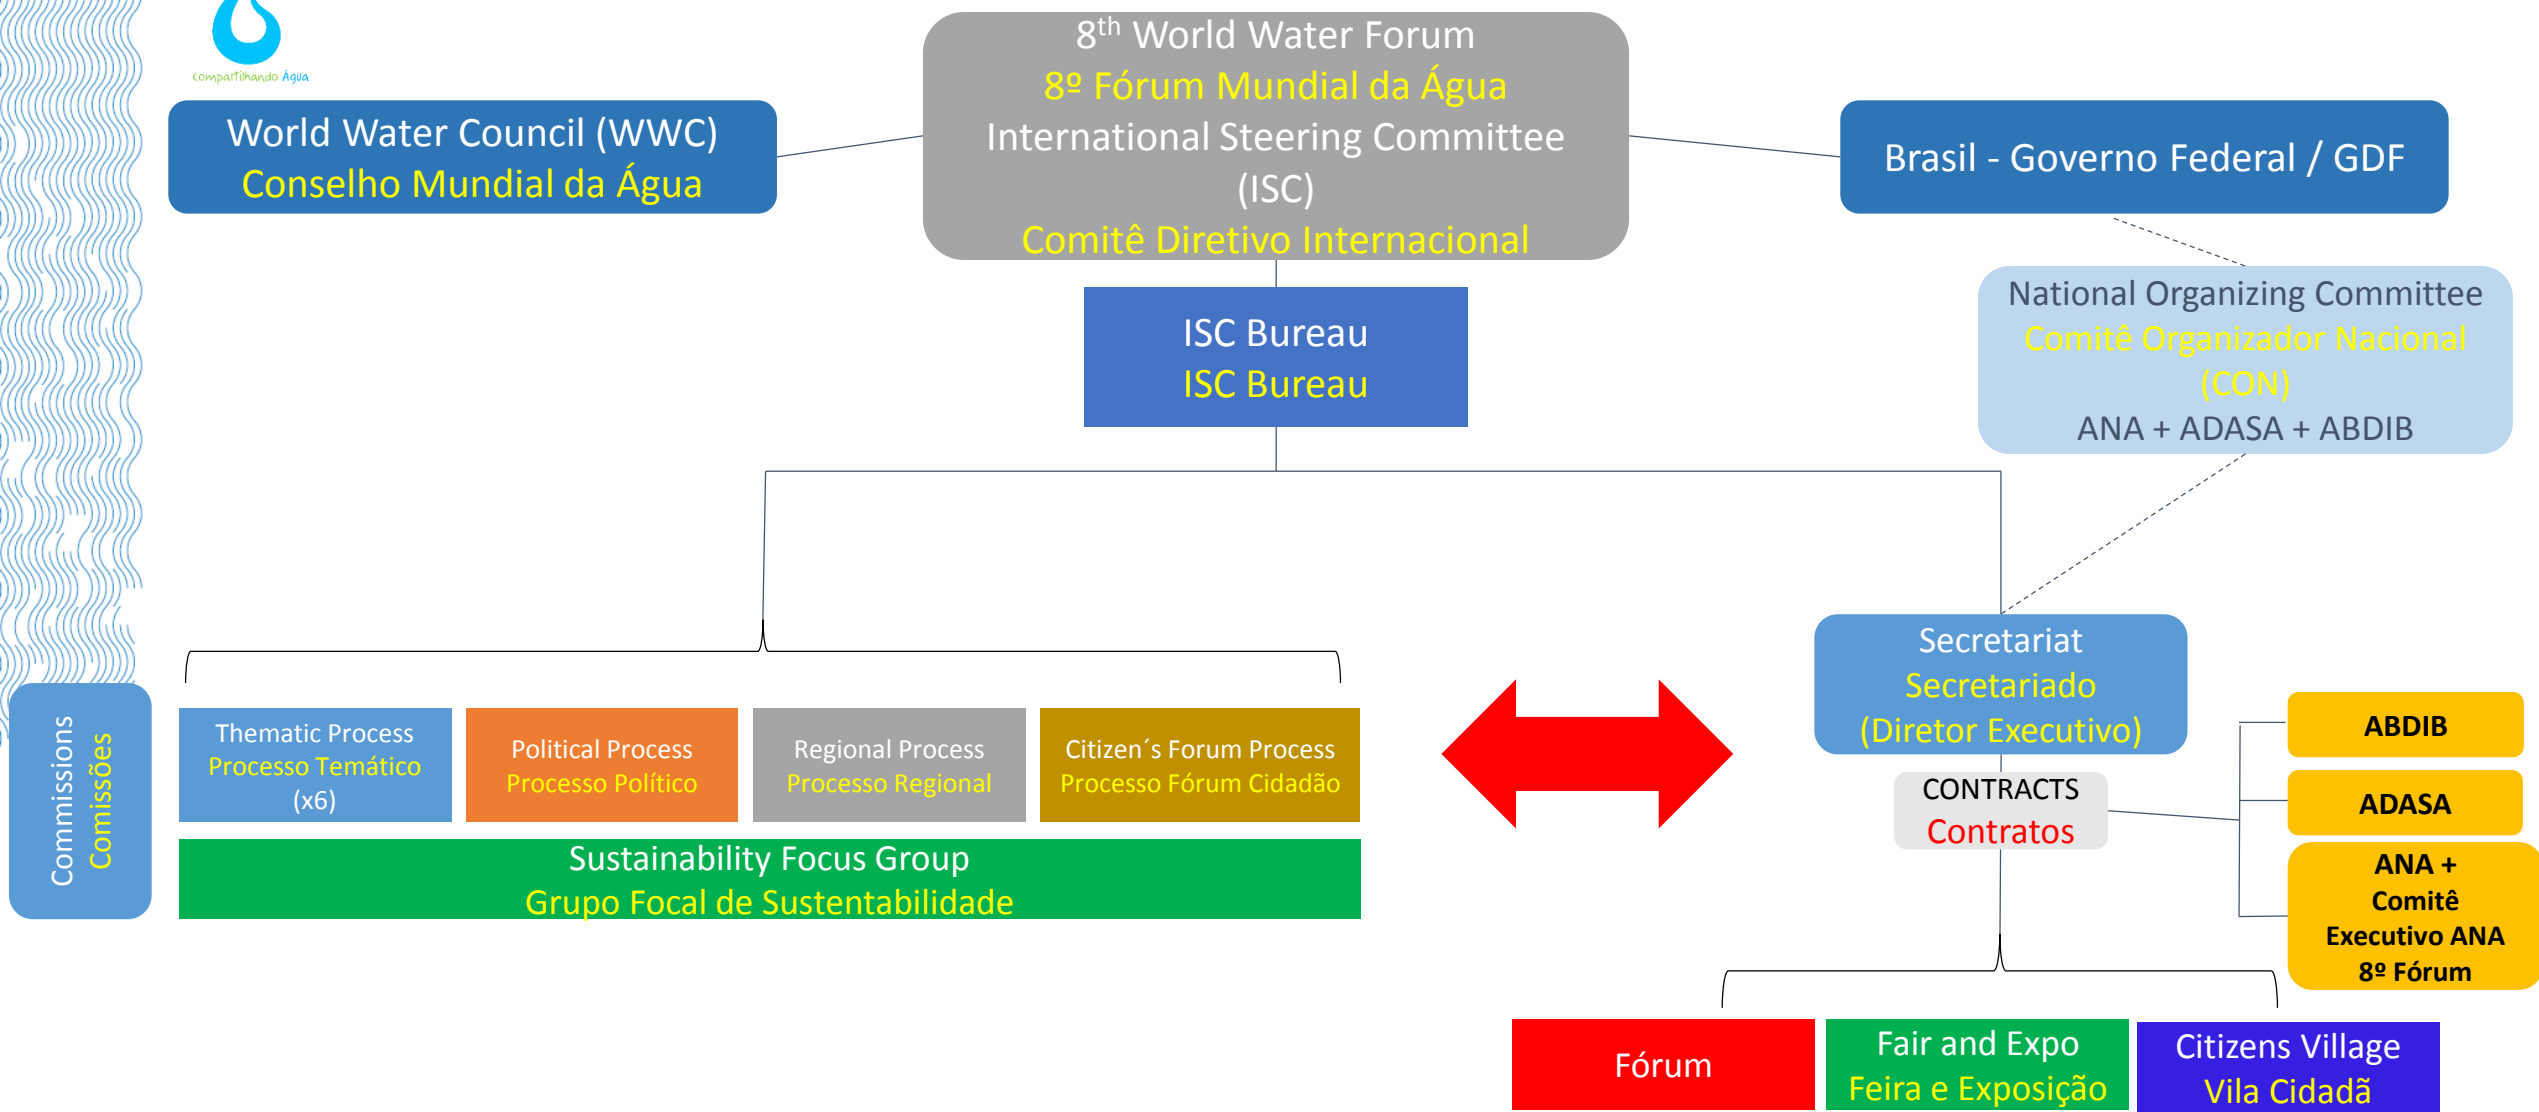 compartilhando Água
8th World Water Forum
8º Fórum Mundial da Água
International Steering Committee
(ISC)
Comitê Diretivo Internacional
World Water Council (WWC)
Conselho Mundial da Água
Brasil - Governo Federal / GDF
National Organizing Committee
Comitê Organizador Nacional
(CON)
ANA + ADASA + ABDIB
ISC Bureau
ISC Bureau
Secretariat
Secretariado
(Diretor Executivo)
Commissions
Comissões
Thematic Process
Processo Temático
(x6)
Political Process
Processo Político
Regional Process
Processo Regional
Citizen´s Forum Process
Processo Fórum Cidadão
Sustainability Focus Group
Grupo Focal de Sustentabilidade
CONTRACTS
Contratos
ABDIB
ADASA
ANA +
Comitê
Executivo ANA
8º Fórum
Fórum
Fair and Expo
Feira e Exposição
Citizens Village
Vila Cidadã